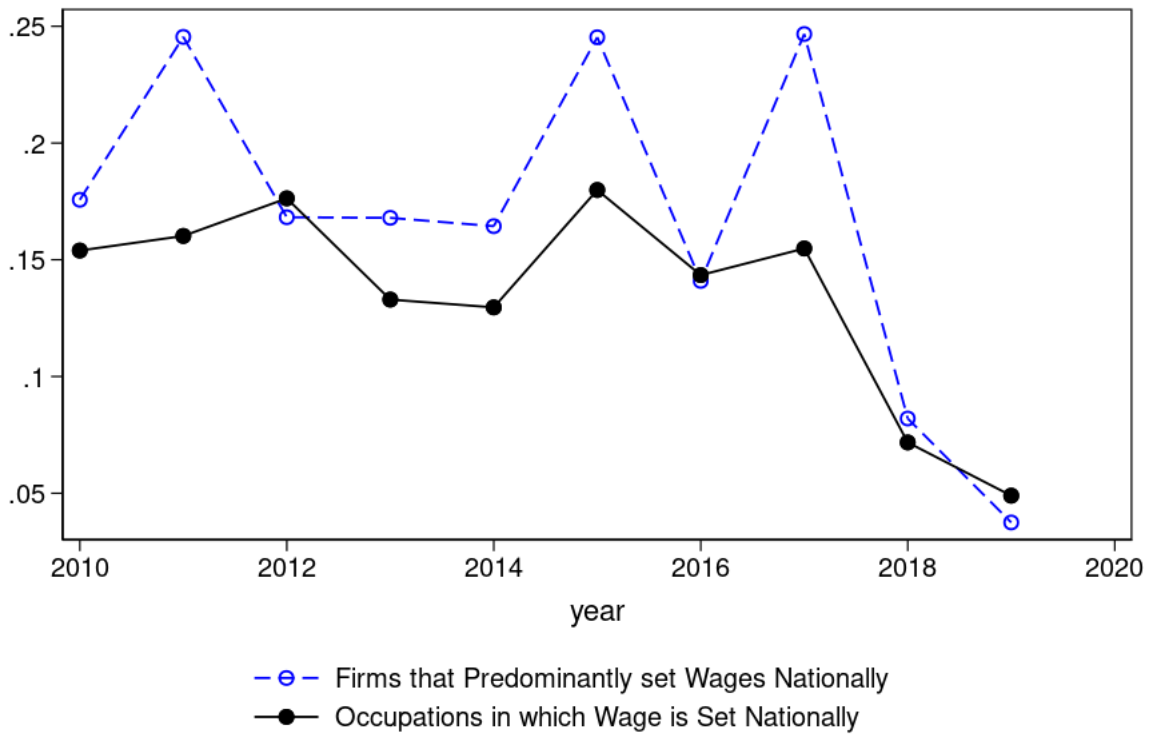 .25
.2
.15
.1
.05
2010 2012 2014 2016 2018 2020
year
Firms that Predominantly set Wages Nationally
Occupations in which Wage is Set Nationally